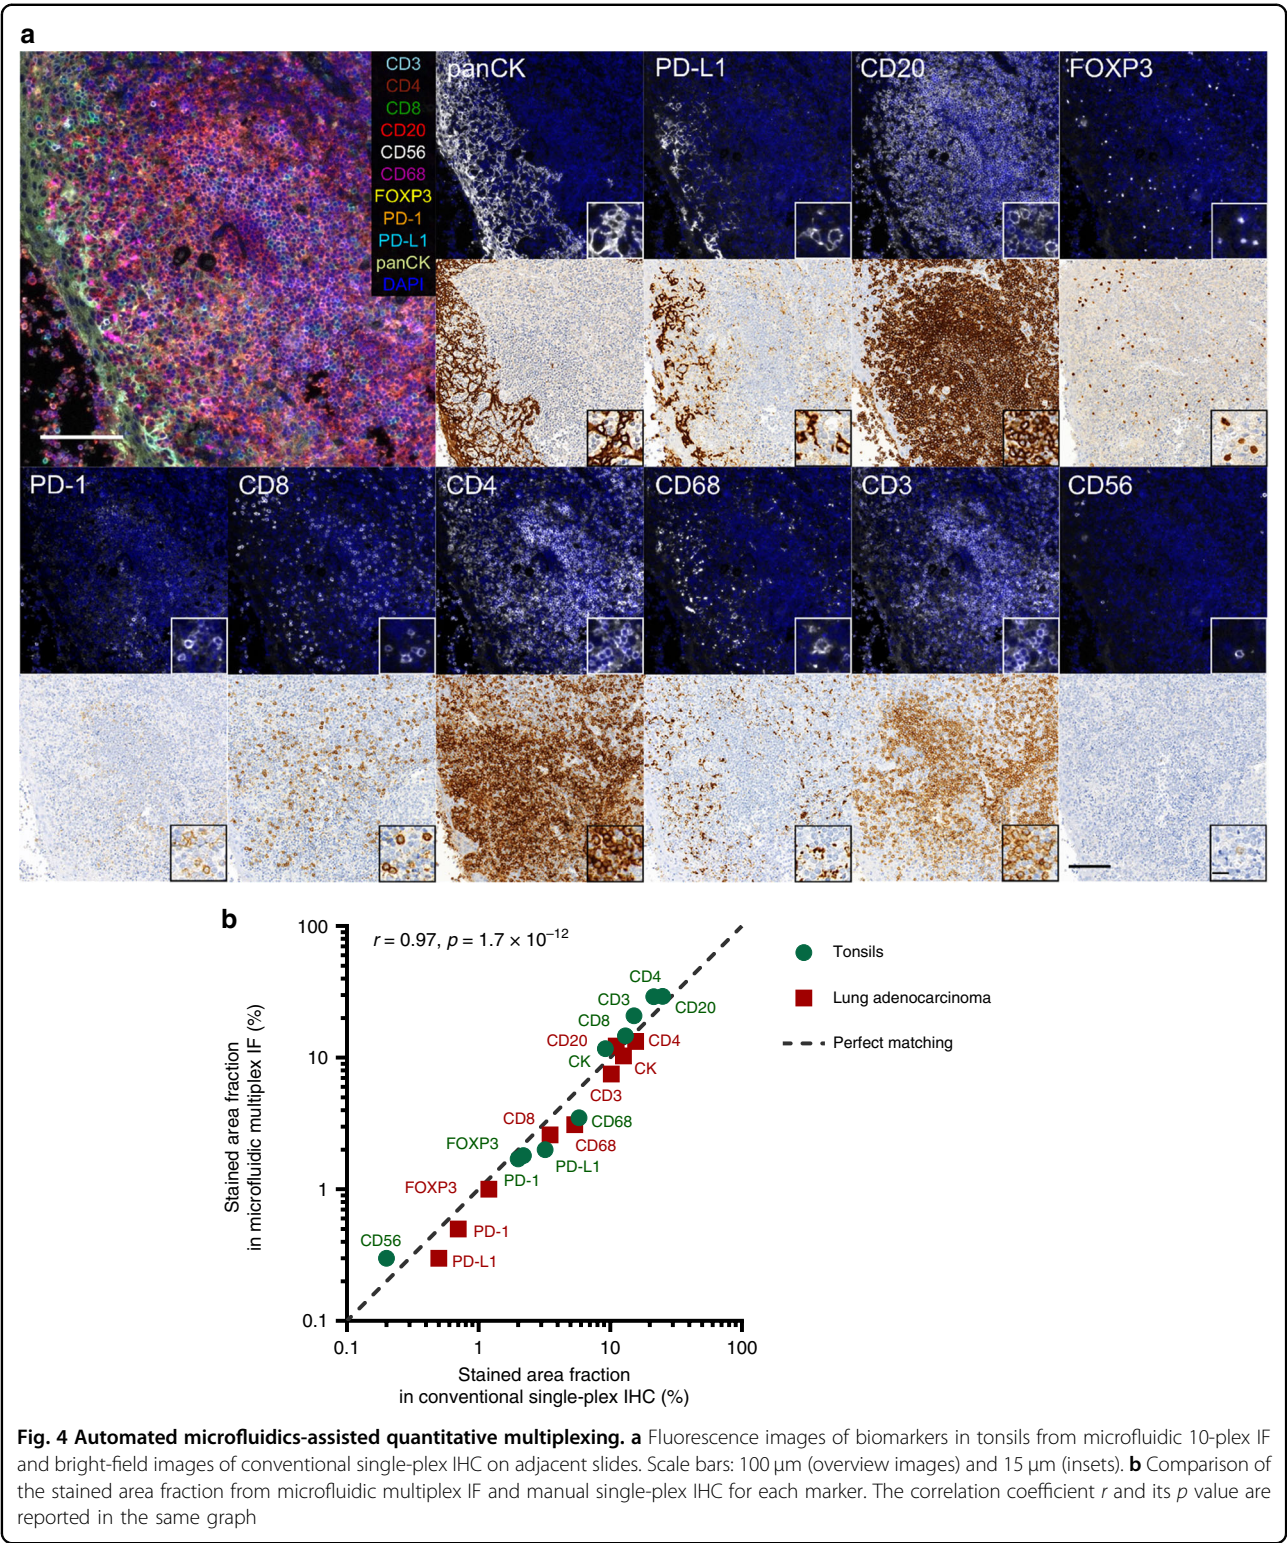 a
CD3
CD4
CD8
CD20
CD56
CD68
FOXP3
PD-1
PD-L1
panCK
DAPI
panCK
PD-L1
CD20
FOXP3
PD-1
CD8
CD4
CD68
CD3
CD56
b
r = 0.97, p = 1.7 × 10⁻¹²
100
10
1
0.1
Stained area fraction
in microfluidic multiplex IF (%)
CD4
CD3
CD20
CD8
CD20
CD4
CK
CK
CD3
CD8
CD68
CD68
FOXP3
PD-L1
PD-1
FOXP3
PD-1
CD56
PD-L1
0.1
1
10
100
Stained area fraction
in conventional single-plex IHC (%)
Tonsils
Lung adenocarcinoma
Perfect matching
Fig. 4 Automated microfluidics-assisted quantitative multiplexing. a Fluorescence images of biomarkers in tonsils from microfluidic 10-plex IF
and bright-field images of conventional single-plex IHC on adjacent slides. Scale bars: 100 µm (overview images) and 15 µm (insets). b Comparison of
the stained area fraction from microfluidic multiplex IF and manual single-plex IHC for each marker. The correlation coefficient r and its p value are
reported in the same graph